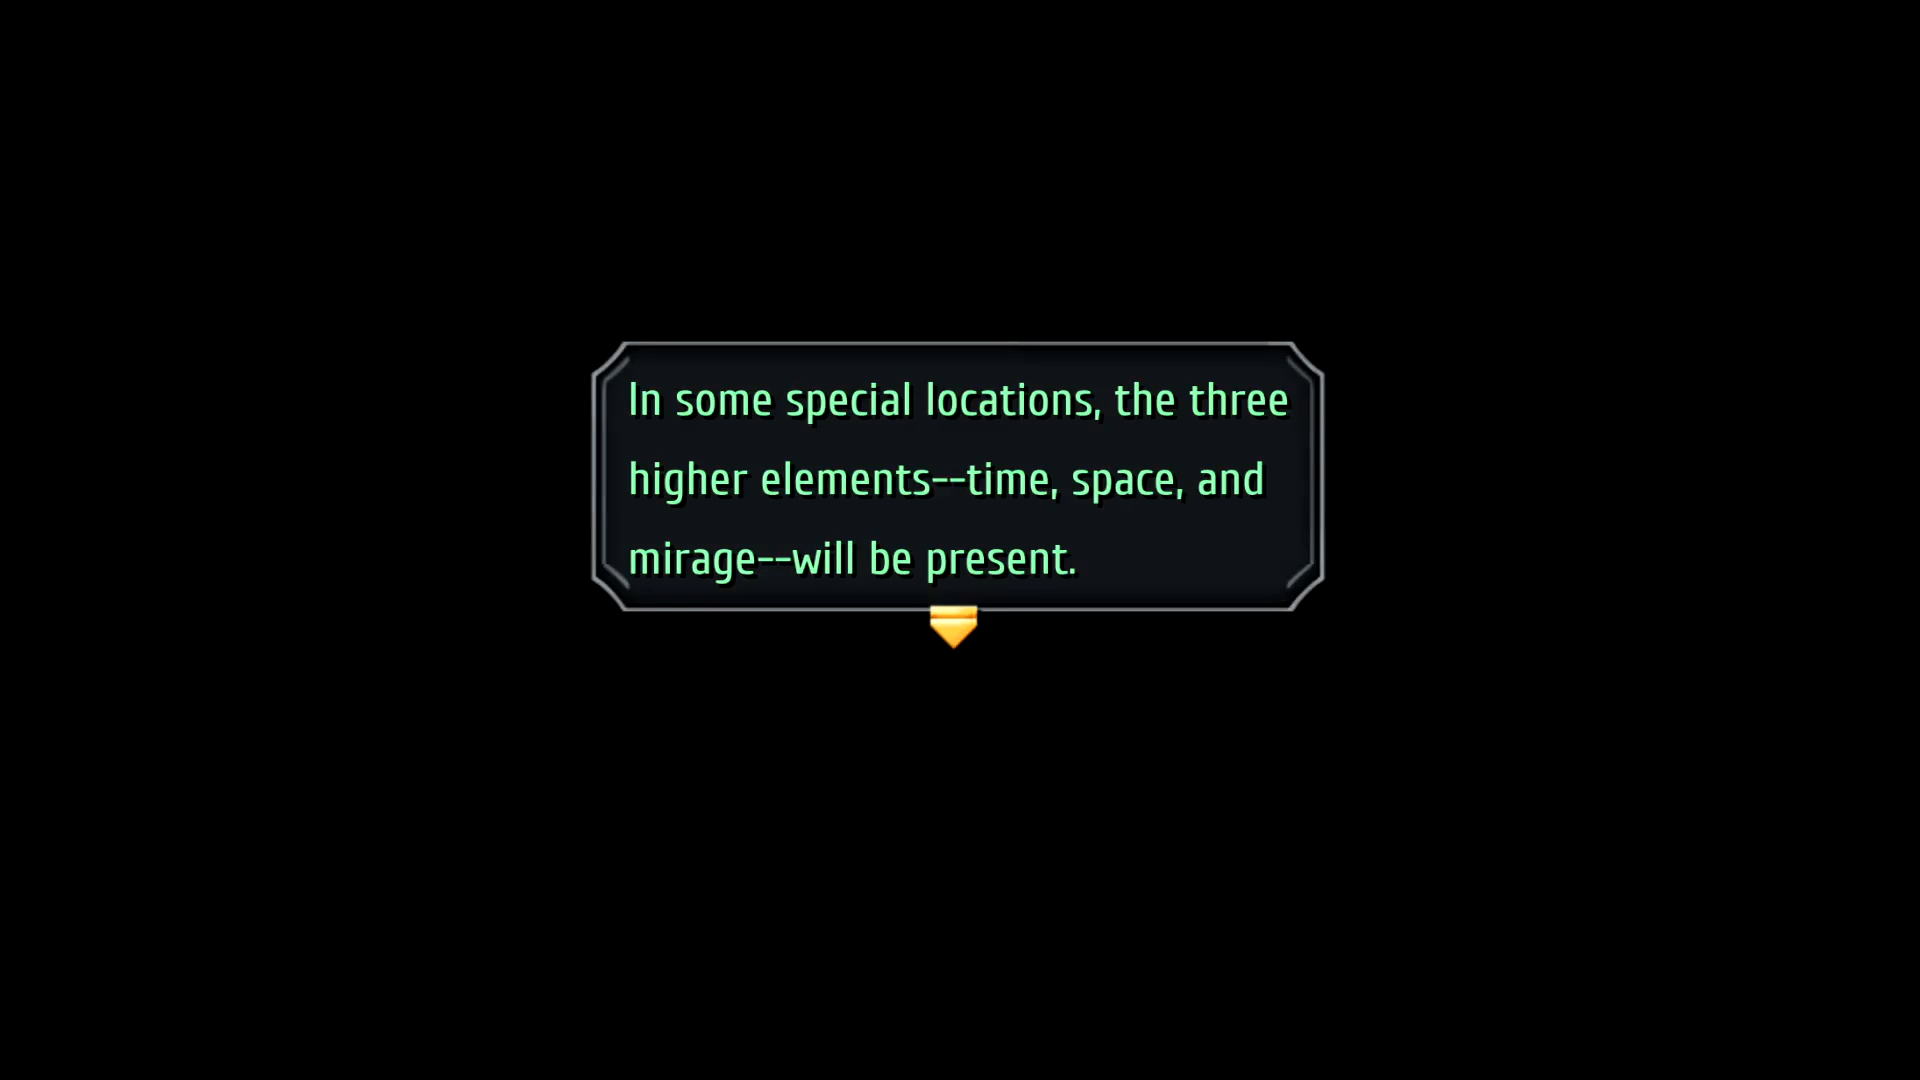 In some special locations, the three
higher elements--time, space, and
mirage--will be present.